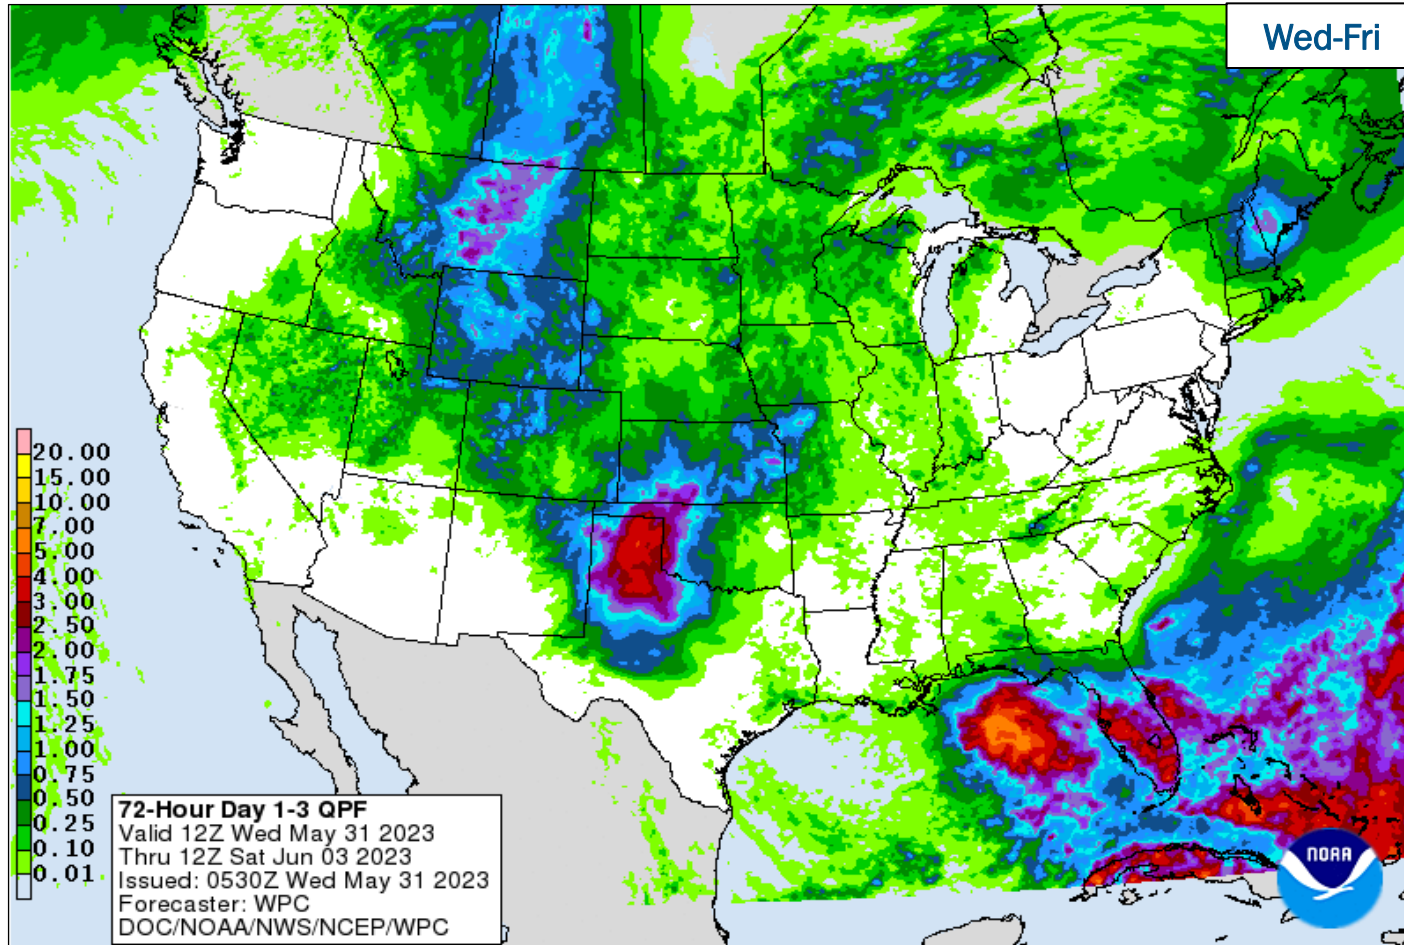 Wed-Fri
20.00
15.00
10.00
7.00
5.00
4.00
3.00
2.50
2.00
1.75
1.50
1.25
1.00
0.75
0.50
0.25
0.10
0.01
72-Hour Day 1-3 QPF
Valid 12Z Wed May 31 2023
Thru 12Z Sat Jun 03 2023
Issued: 0530Z Wed May 31 2023
Forecaster: WPC
DOC/NOAA/NWS/NCEP/WPC
NOAA